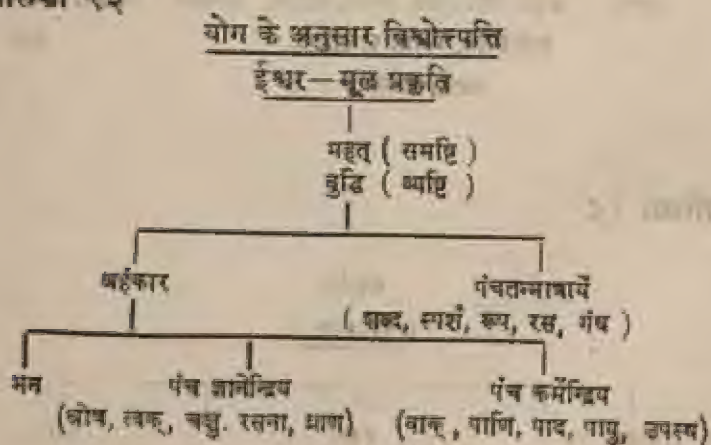 योग के अनुसार विश्वोत्पत्ति
ईश्वर—मूल प्रकृति
महत् ( समष्टि )
बुद्धि ( व्यष्टि )
अहंकार पंचतन्मात्रायें
( शब्द, स्पर्श, रूप, रस, गंध )
मन पंच ज्ञानेन्द्रिय पंच कर्मेन्द्रिय
(श्रोत्र, त्वक्, चक्षु. रसना, घ्राण) (वाक्, पाणि, पाद, पायु, उपस्थ)